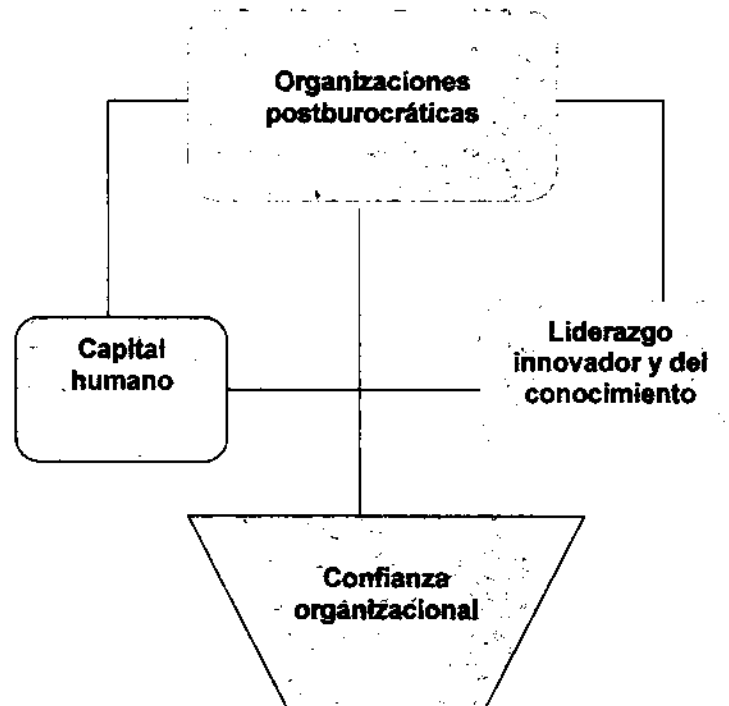 Organizaciones
postburocráticas
Capital
humano
Liderazgo
innovador y del
conocimiento
Confianza
organizacional